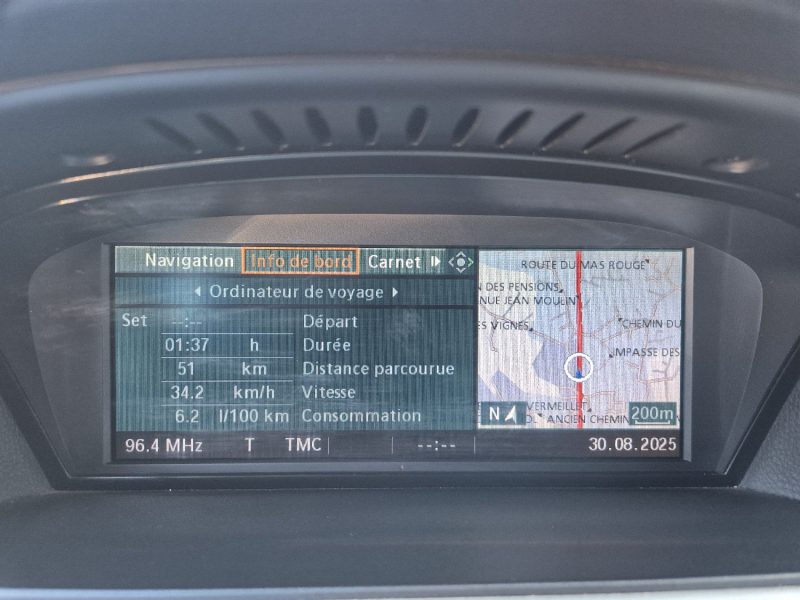 Navigation Info de bord Carnet
Ordinateur de voyage
Set --:-- Départ
01:37 h Durée
51 km Distance parcourue
34.2 km/h Vitesse
6.2 l/100 km Consommation
ROUTE DU MAS ROUGE
N DES PENSIONS
NUE JEAN MOULIN
ES VIGNES
CHEMIN DU
IMPASSE DES
VERMEILLE
ANCIEN CHEMIN
N
200m
96.4 MHz T TMC --:-- 30.08.2025